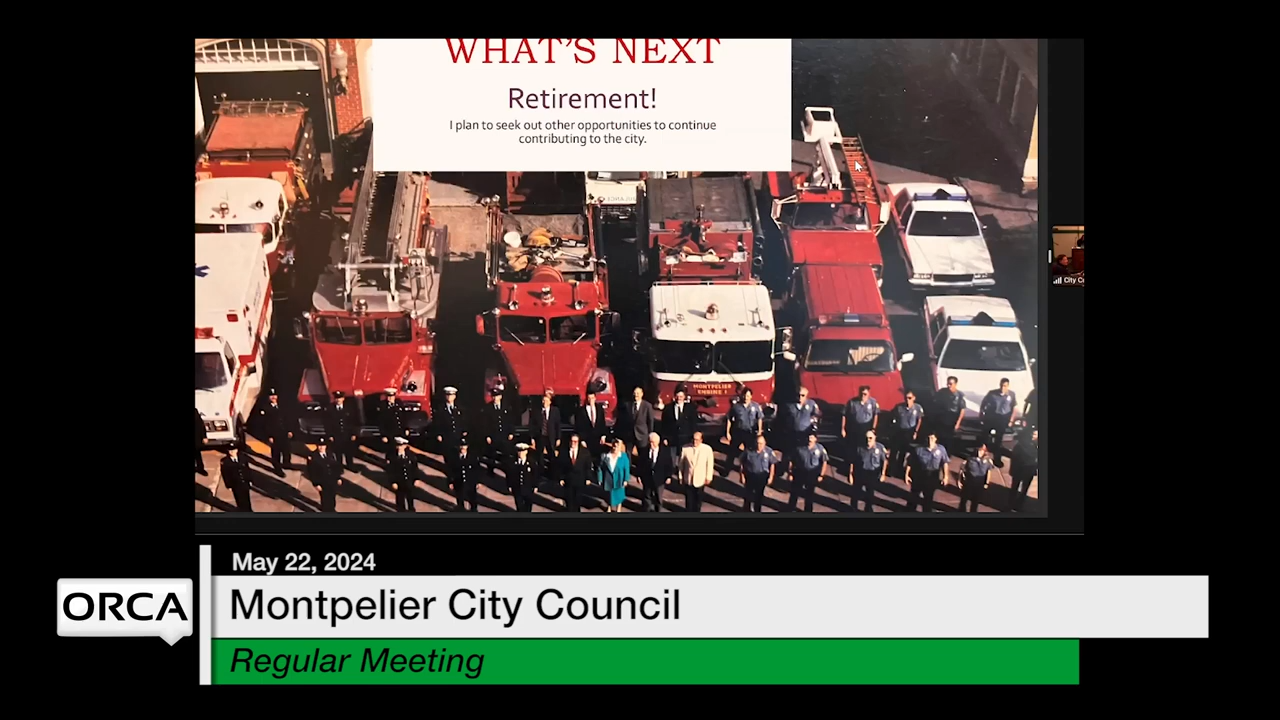 WHAT'S NEXT
Retirement!
I plan to seek out other opportunities to continue
contributing to the city.
MONTPELIER
ENGINE 1
City C
May 22, 2024
ORCA
Montpelier City Council
Regular Meeting